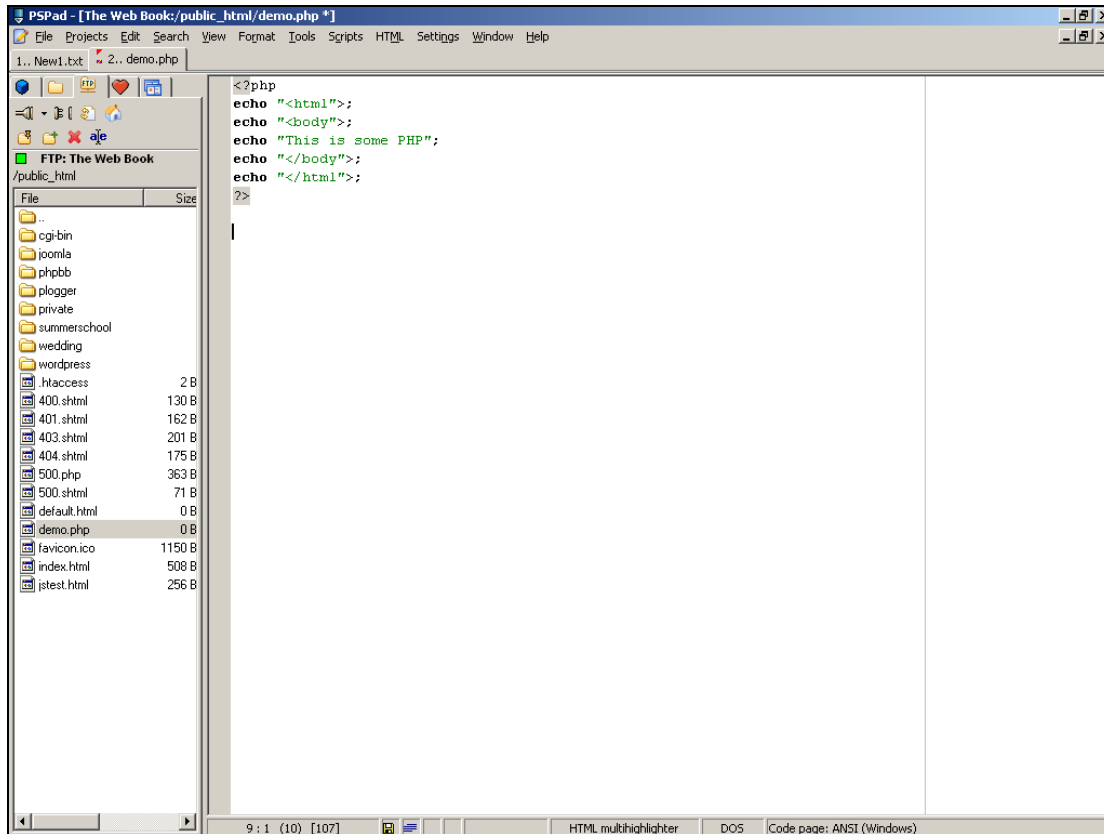 PSPad - [The Web Book:/public_html/demo.php *]
File Projects Edit Search View Format Tools Scripts HTML Settings Window Help
1.. New1.txt 2.. demo.php
FTP
a|e
FTP: The Web Book
/public_html
File Size
..
cgi-bin
joomla
phpbb
plogger
private
summerschool
wedding
wordpress
.htaccess 2 B
400.shtml 130 B
401.shtml 162 B
403.shtml 201 B
404.shtml 175 B
500.php 363 B
500.shtml 71 B
default.html 0 B
demo.php 0 B
favicon.ico 1150 B
index.html 508 B
jstest.html 256 B
<?php
echo "<html">;
echo "<body">;
echo "This is some PHP";
echo "</body">;
echo "</html">;
?>
9 : 1 (10) [107] HTML multihighlighter DOS Code page: ANSI (Windows)